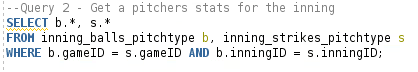 --Query 2 - Get a pitchers stats for the inning
SELECT b.*, s.*
FROM inning_balls_pitchtype b, inning_strikes_pitchtype s
WHERE b.gameID = s.gameID AND b.inningID = s.inningID;